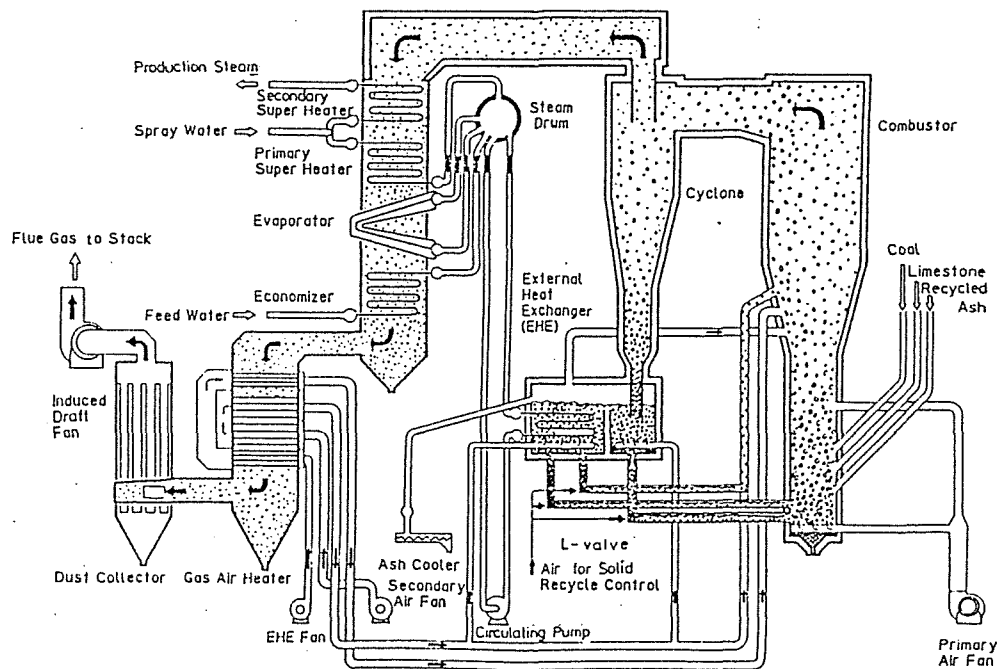 Production Steam
Secondary
Super Heater
Spray Water
Primary
Super Heater
Steam
Drum
Combustor
Cyclone
Evaporator
Flue Gas to Stack
Coal
Limestone
Recycled
Ash
External
Heat
Exchanger
(EHE)
Economizer
Feed Water
Induced
Draft
Fan
L-valve
Air for Solid
Recycle Control
Ash Cooler
Secondary
Air Fan
Dust Collector
Gas Air Heater
EHE Fan
Circulaling Pump
Primary
Air Fan